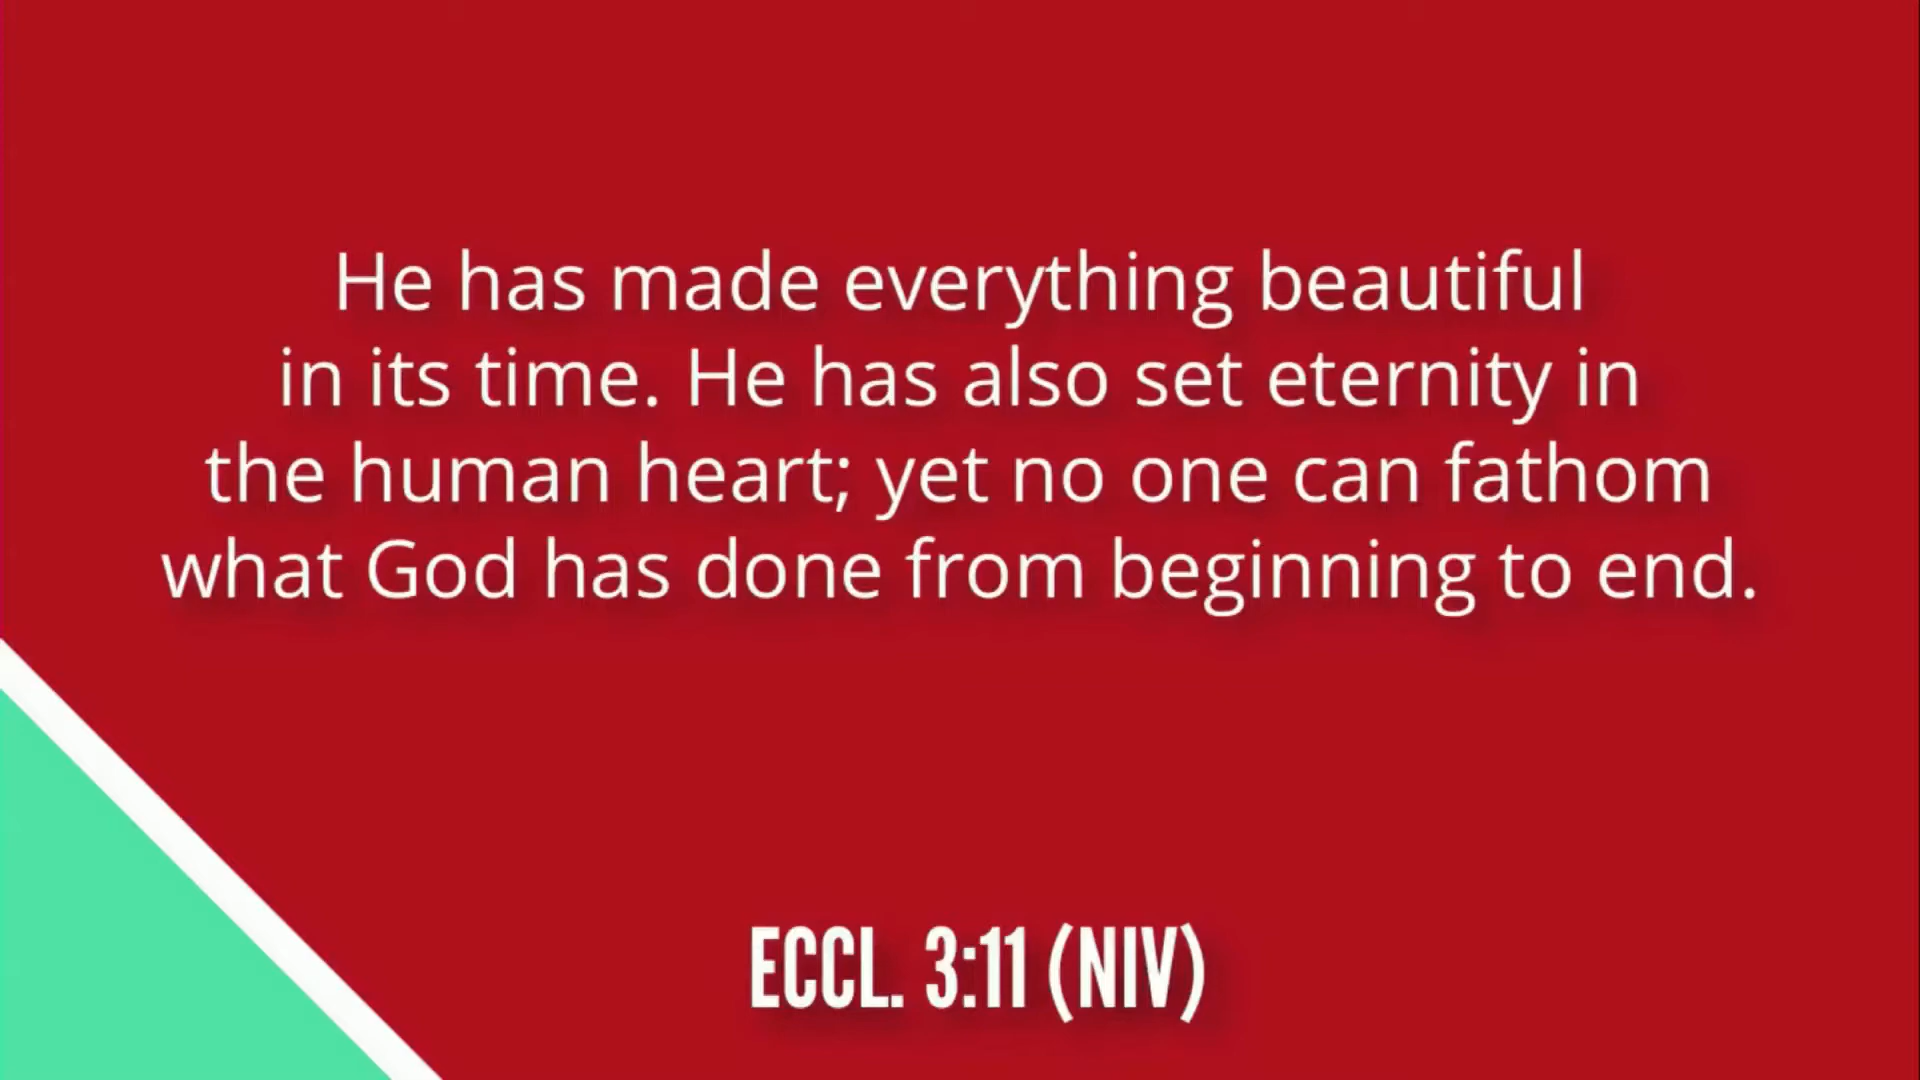 He has made everything beautiful
in its time. He has also set eternity in
the human heart; yet no one can fathom
what God has done from beginning to end.
ECCL. 3:11 (NIV)